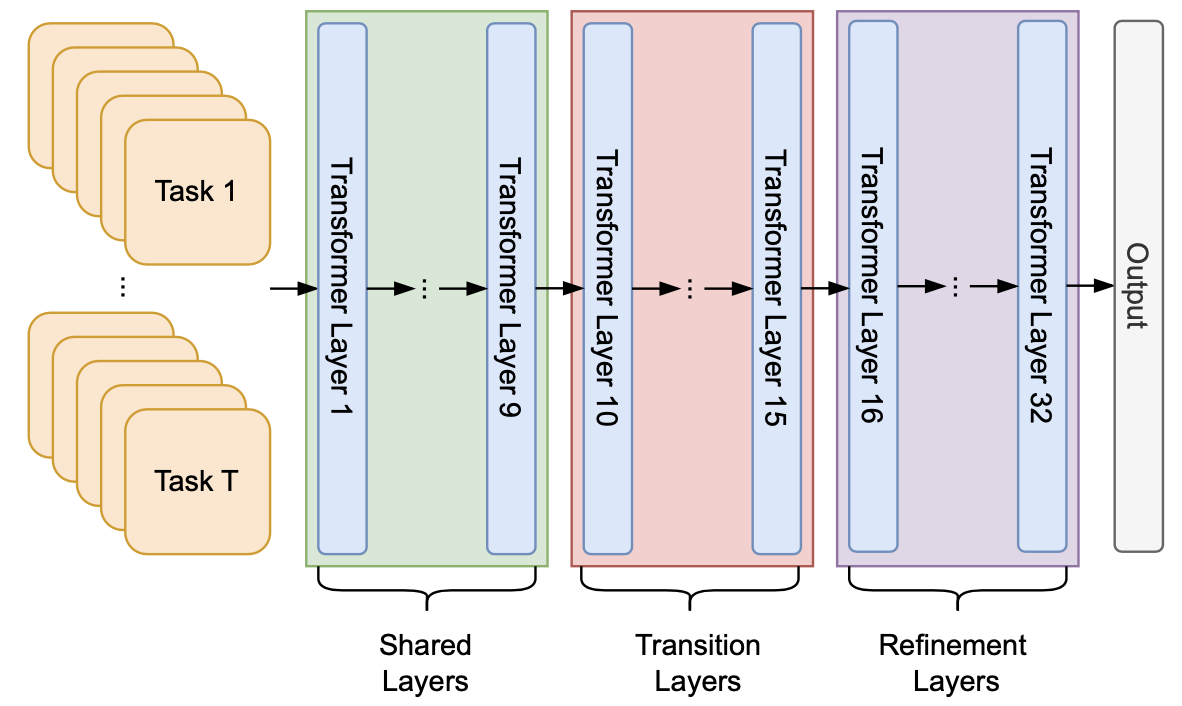 Task 1
⋮
Task T
Transformer Layer 1
⋮
Transformer Layer 9
Transformer Layer 10
⋮
Transformer Layer 15
Transformer Layer 16
⋮
Transformer Layer 32
Output
Shared
Layers
Transition
Layers
Refinement
Layers